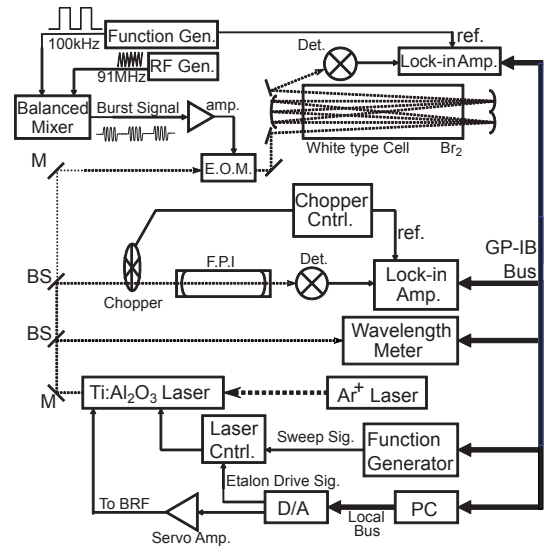 Function Gen.
100kHz
RF Gen.
91MHz
Det.
ref.
Lock-in Amp.
Balanced
Mixer
Burst Signal
amp.
White type Cell
Br2
M
E.O.M.
Chopper
Cntrl.
ref.
GP-IB
Bus
BS
Chopper
F.P.I
Det.
Lock-in
Amp.
BS
Wavelength
Meter
M
Ti:Al2O3 Laser
Ar+ Laser
Laser
Cntrl.
Sweep Sig.
Function
Generator
Etalon Drive Sig.
To BRF
Servo Amp.
D/A
Local
Bus
PC